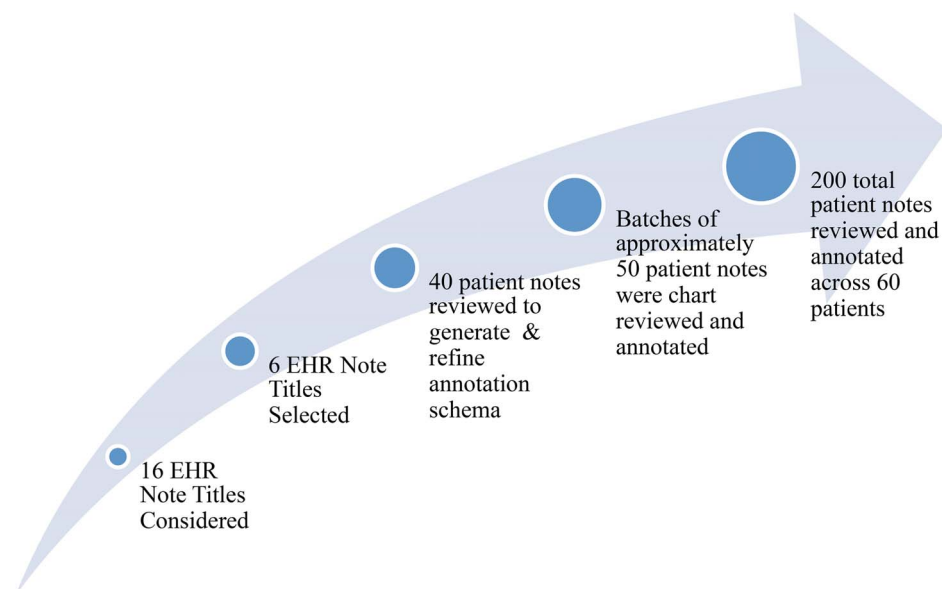 16 EHR
Note Titles
Considered
6 EHR Note
Titles
Selected
40 patient notes
reviewed to
generate & 
refine
annotation
schema
Batches of
approximately
50 patient notes
were chart
reviewed and
annotated
200 total
patient notes
reviewed and
annotated
across 60
patients